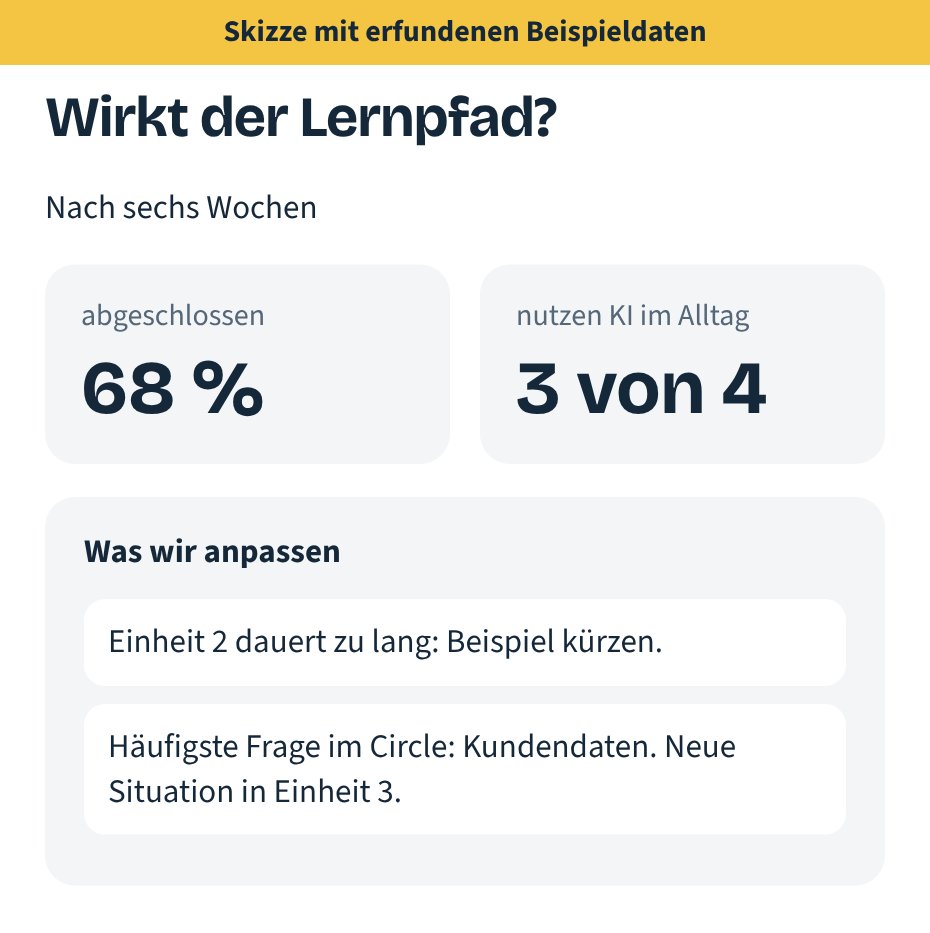 Skizze mit erfundenen Beispieldaten
Wirkt der Lernpfad?
Nach sechs Wochen
abgeschlossen
68 %
nutzen KI im Alltag
3 von 4
Was wir anpassen
Einheit 2 dauert zu lang: Beispiel kürzen.
Häufigste Frage im Circle: Kundendaten. Neue
Situation in Einheit 3.